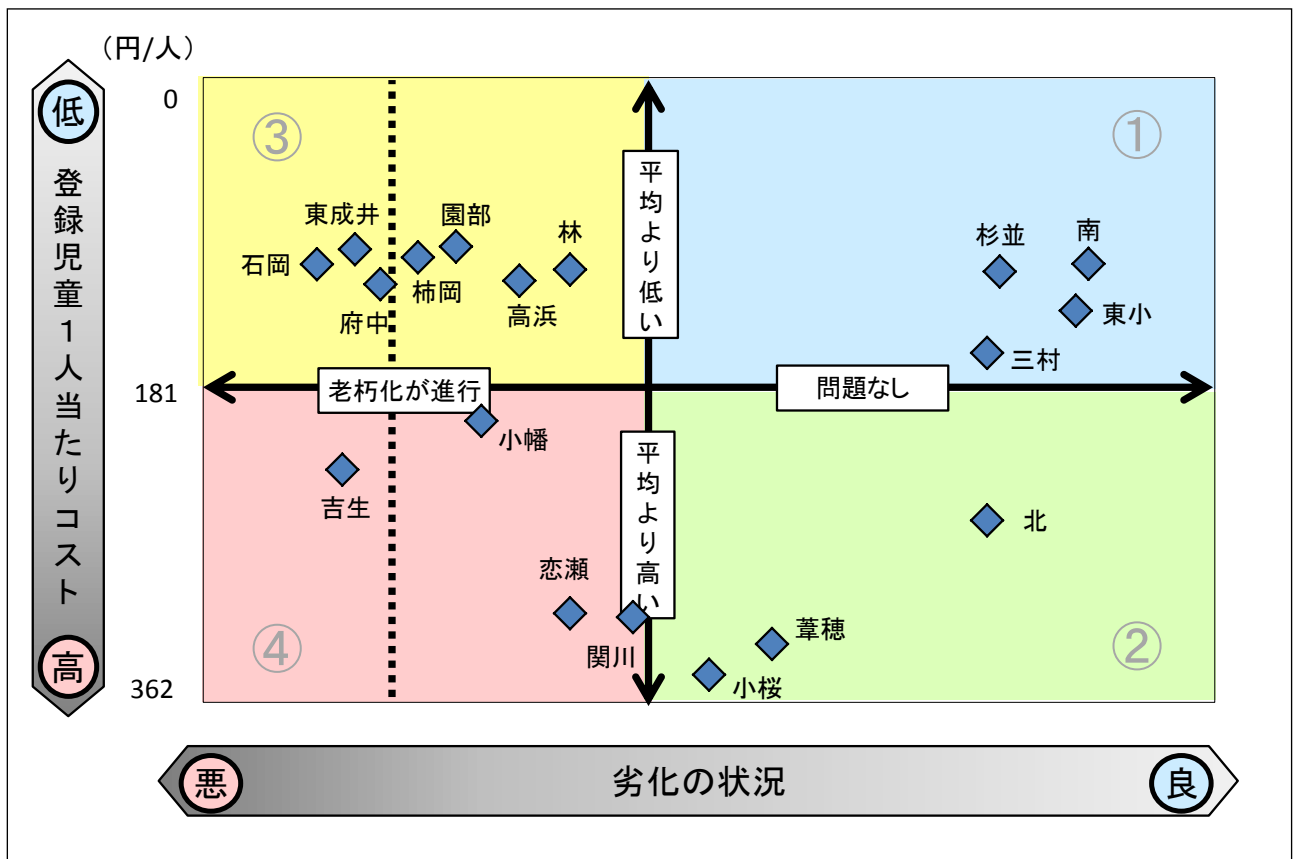 （円/人）
低
登録児童１人当たりコスト
高
0
181
362
③
①
④
②
平均より低い
平均より高い
老朽化が進行
問題なし
東成井
園部
林
石岡
柿岡
高浜
府中
杉並
南
東小
三村
小幡
吉生
北
恋瀬
関川
葦穂
小桜
悪
劣化の状況
良